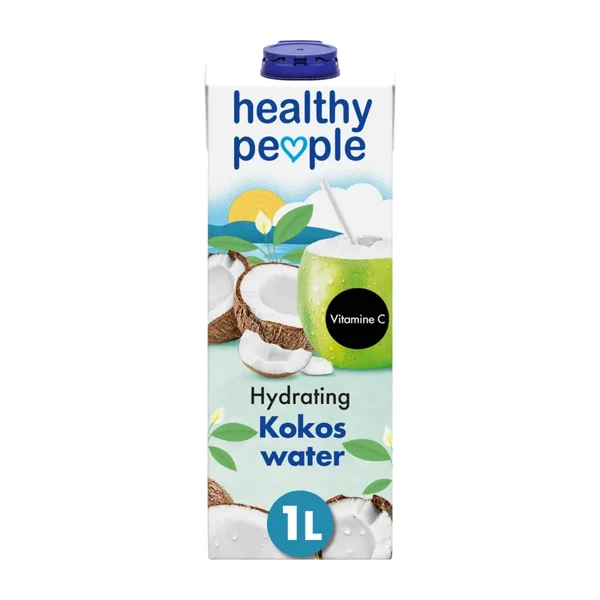 healthy
people
Vitamine C
Hydrating
Kokos
water
1L